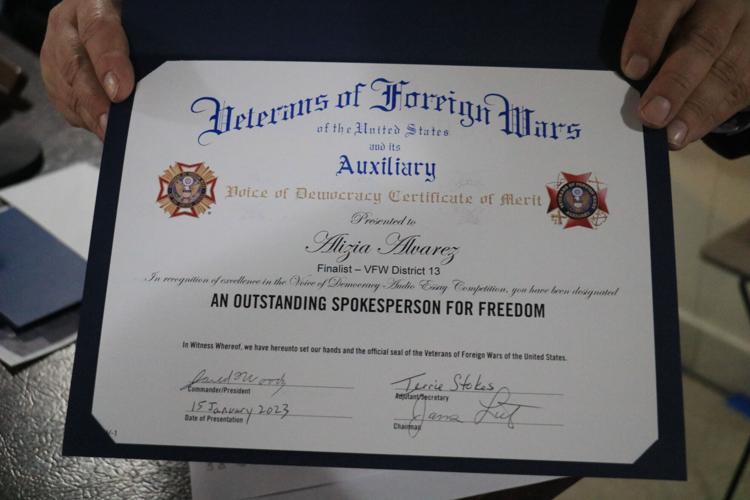 Veterans of Foreign Wars
of the United States
and its
Auxiliary
Voice of Democracy Certificate of Merit
Presented to
Alizia Alvarez
Finalist – VFW District 13
In recognition of excellence in the Voice of Democracy Audio Essay Competition, you have been designated
AN OUTSTANDING SPOKESPERSON FOR FREEDOM
In Witness Whereof, we have hereunto set our hands and the official seal of the Veterans of Foreign Wars of the United States.
Terrie Stokes
Commander/President
Adjutant/Secretary
15 January 2023
Date of Presentation
Chairman